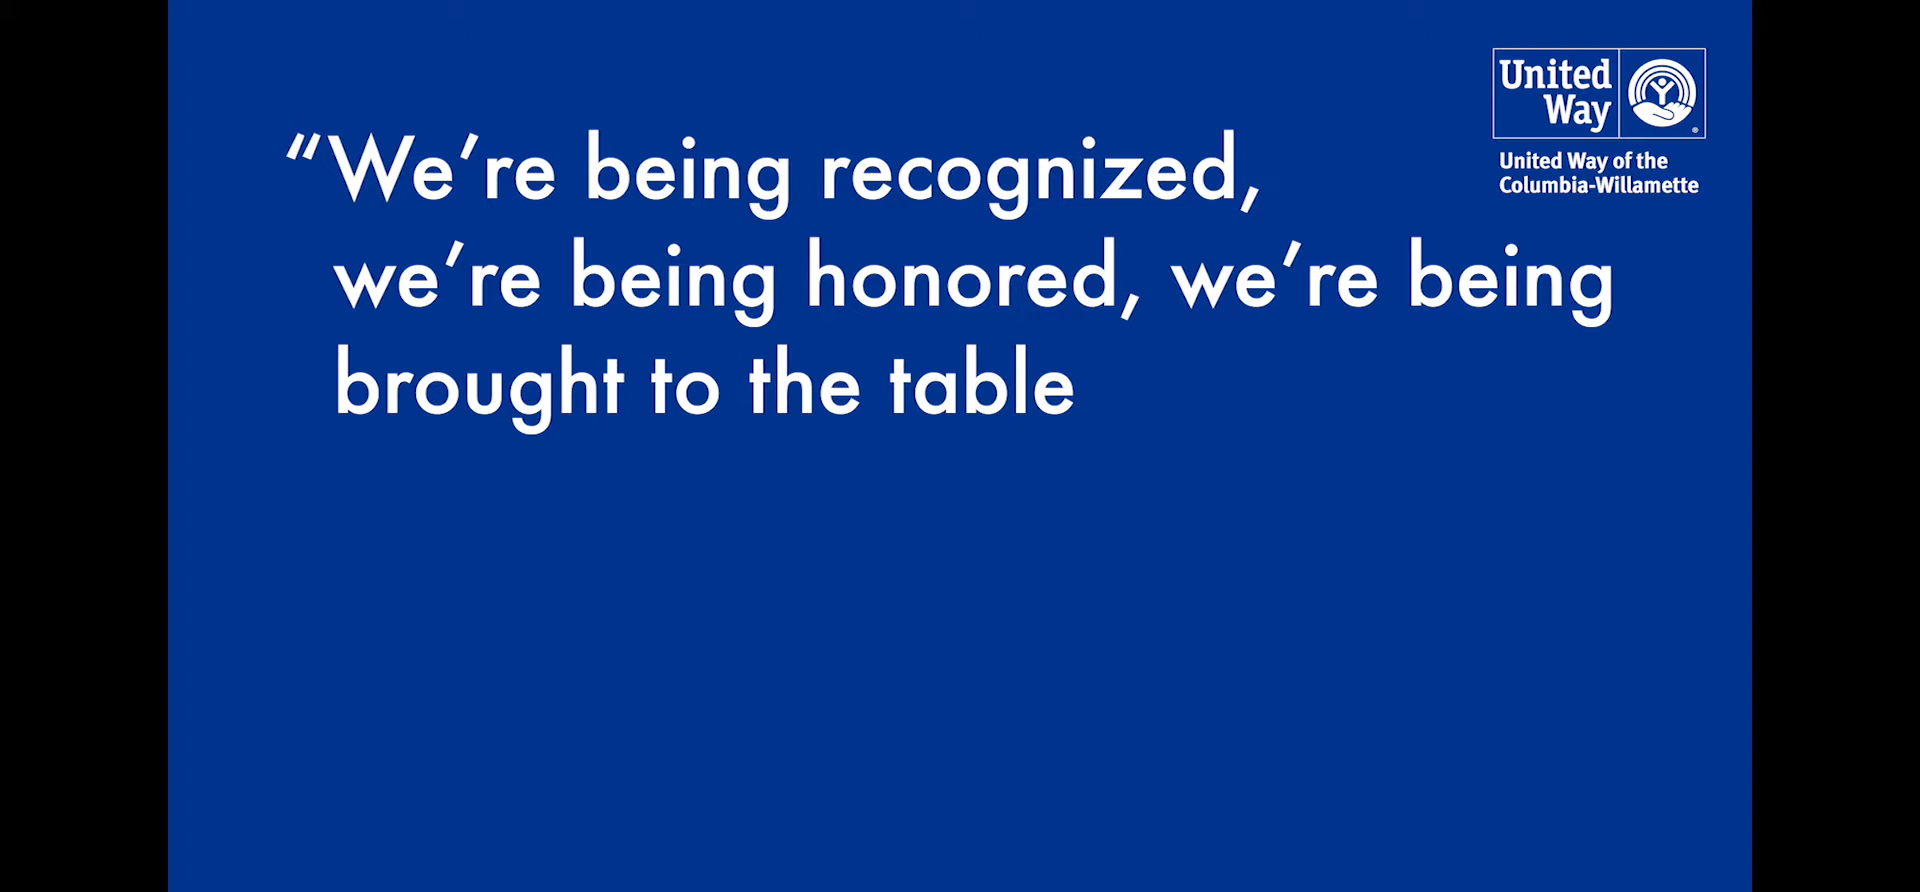 “We’re being recognized,
we’re being honored, we’re being
brought to the table
United
Way
®
United Way of the
Columbia-Willamette